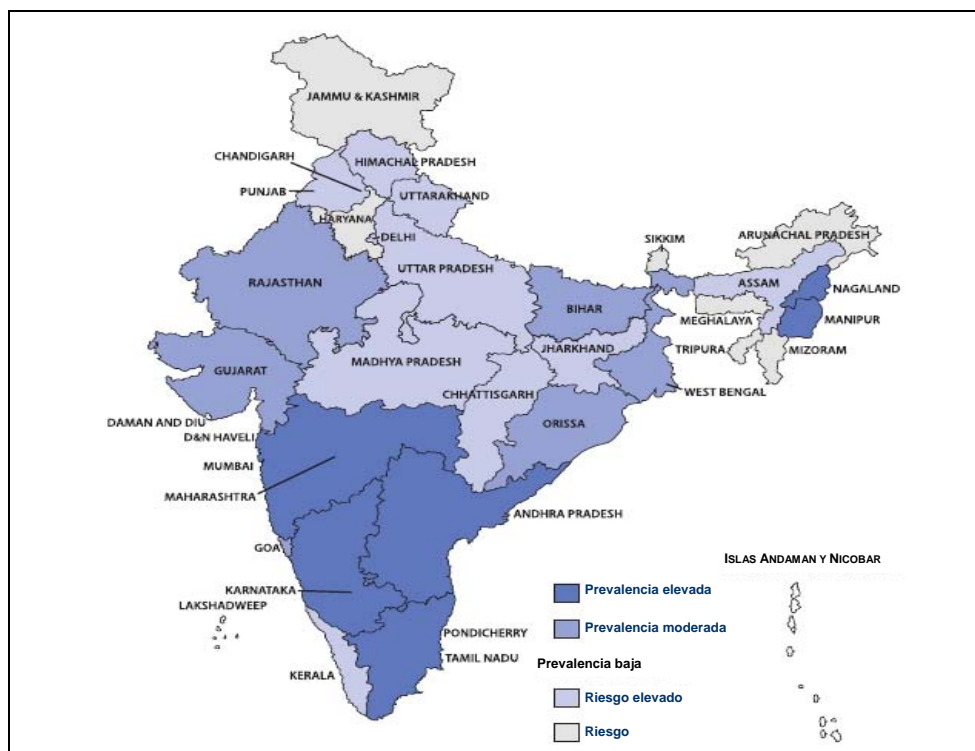 JAMMU & KASHMIR
CHANDIGARH
HIMACHAL PRADESH
PUNJAB
UTTARAKHAND
HARYANA
DELHI
SIKKIM
ARUNACHAL PRADESH
UTTAR PRADESH
RAJASTHAN
ASSAM
NAGALAND
BIHAR
MEGHALAYA
MANIPUR
JHARKHAND
TRIPURA
MIZORAM
MADHYA PRADESH
GUJARAT
CHHATTISGARH
WEST BENGAL
DAMAN AND DIU
ORISSA
D&N HAVELI
MUMBAI
MAHARASHTRA
ANDHRA PRADESH
GOA
ISLAS ANDAMAN Y NICOBAR
KARNATAKA
Prevalencia elevada
LAKSHADWEEP
PONDICHERRY
Prevalencia moderada
TAMIL NADU
Prevalencia baja
KERALA
Riesgo elevado
Riesgo